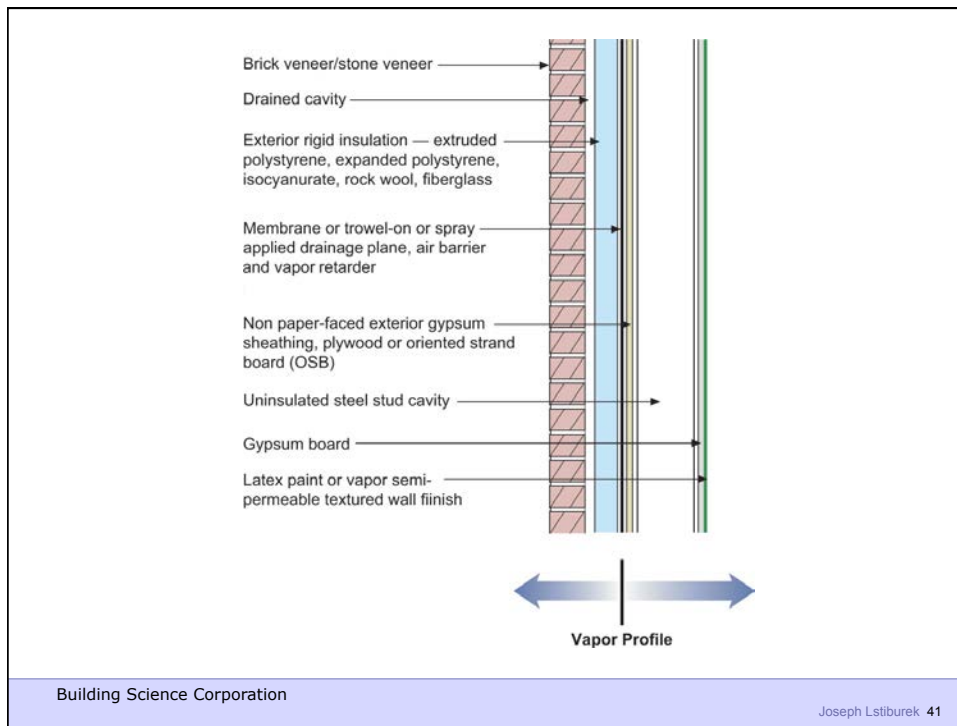 Brick veneer/stone veneer
Drained cavity
Exterior rigid insulation — extruded
polystyrene, expanded polystyrene,
isocyanurate, rock wool, fiberglass
Membrane or trowel-on or spray
applied drainage plane, air barrier
and vapor retarder
Non paper-faced exterior gypsum
sheathing, plywood or oriented strand
board (OSB)
Uninsulated steel stud cavity
Gypsum board
Latex paint or vapor semi-
permeable textured wall fiinish
Vapor Profile
Building Science Corporation
Joseph Lstiburek 41